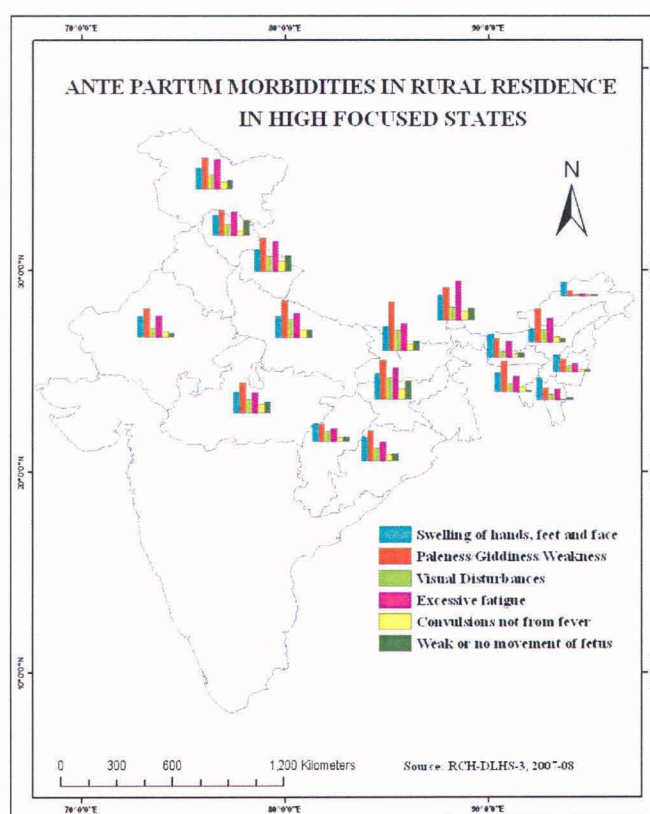 70°0'0"E 80°0'0"E 90°0'0"E
ANTE PARTUM MORBIDITIES IN RURAL RESIDENCE
IN HIGH FOCUSED STATES
N
30°0'0"N
20°0'0"N
10°0'0"N
Swelling of hands, feet and face
Paleness/Giddiness/Weakness
Visual Disturbances
Excessive fatigue
Convulsions not from fever
Weak or no movement of fetus
0 300 600 1,200 Kilometers
Source: RCH-DLHS-3, 2007-08
70°0'0"E 80°0'0"E 90°0'0"E